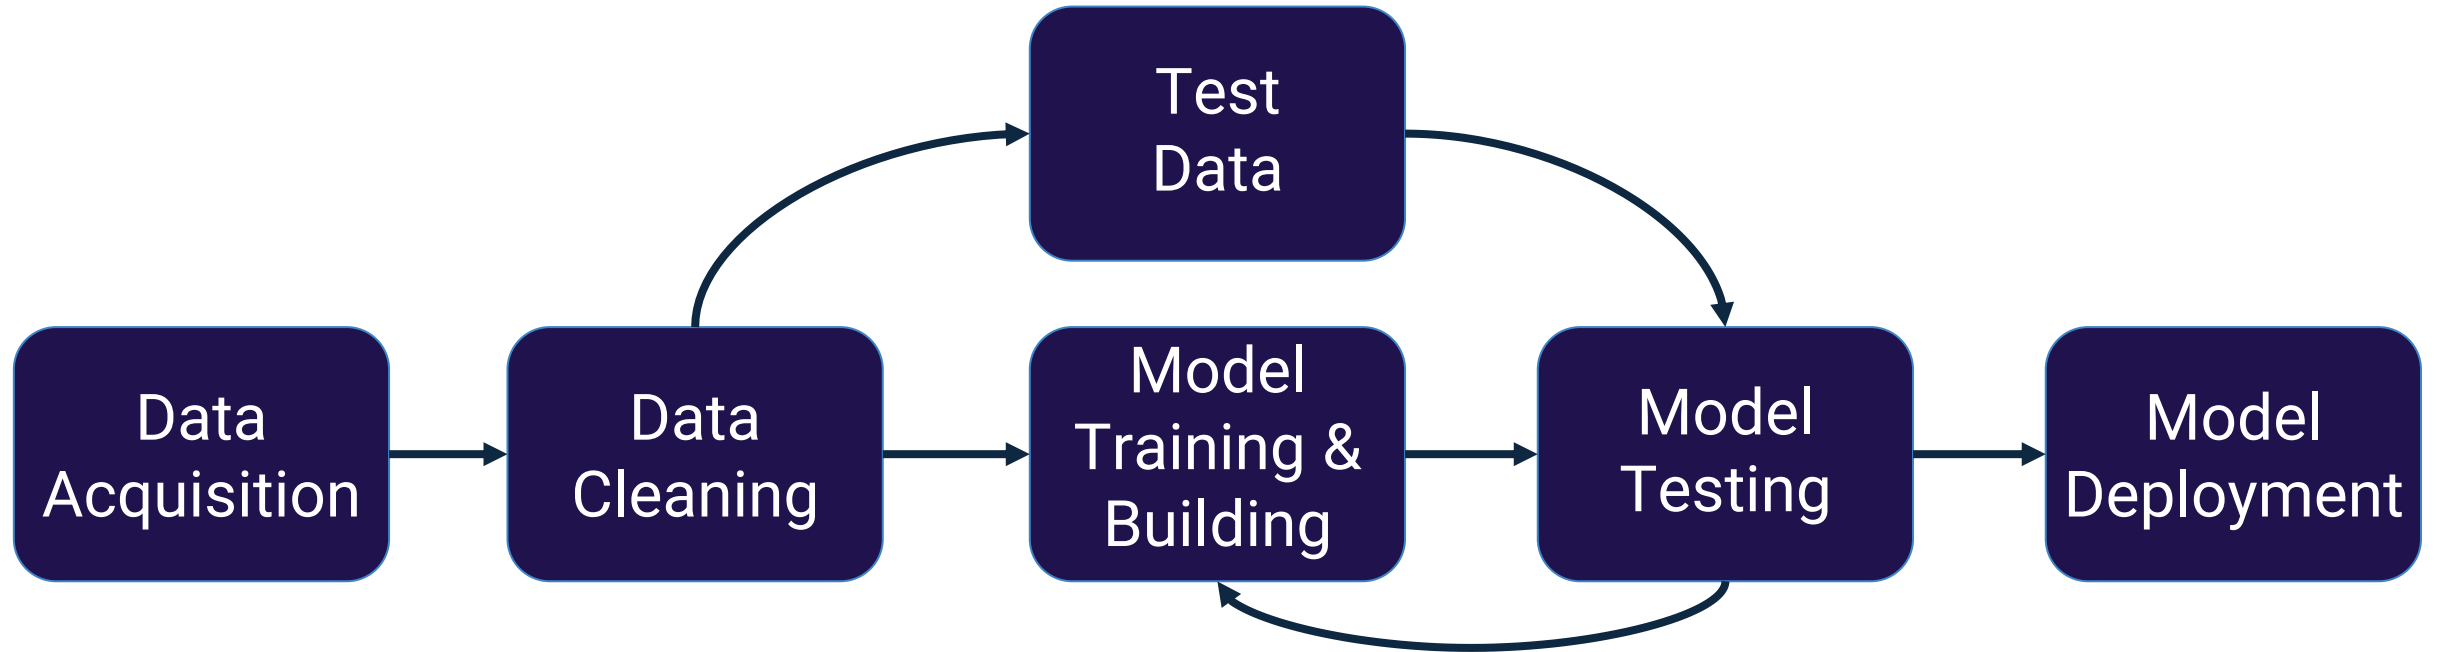 Test
Data
Data
Acquisition
Data
Cleaning
Model
Training &
Building
Model
Testing
Model
Deployment